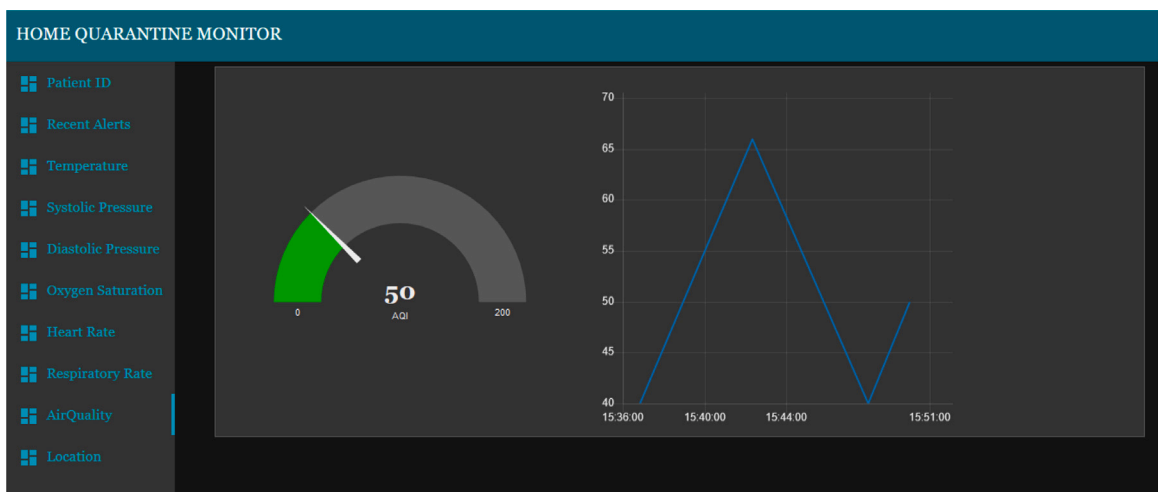 HOME QUARANTINE MONITOR
Patient ID
Recent Alerts
Temperature
Systolic Pressure
Diastolic Pressure
Oxygen Saturation
Heart Rate
Respiratory Rate
AirQuality
Location
50
AQI
0
200
70
65
60
55
50
45
40
15:36:00 15:40:00 15:44:00 15:51:00